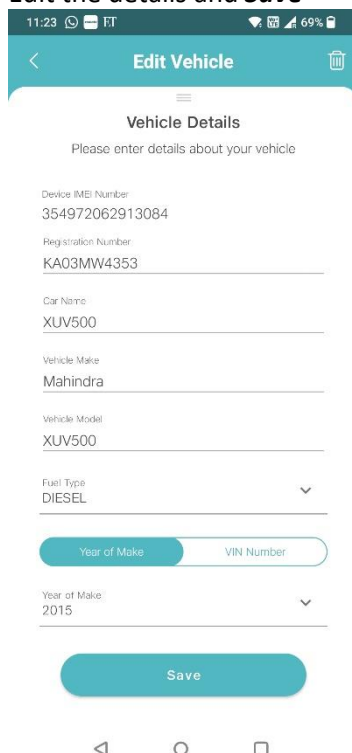 Edit the details and Save
11:23 ET 69%
Edit Vehicle
Vehicle Details
Please enter details about your vehicle
Device IMEI Number
354972062913084
Registration Number
KA03MW4353
Car Name
XUV500
Vehicle Make
Mahindra
Vehicle Model
XUV500
Fuel Type
DIESEL
Year of Make VIN Number
Year of Make
2015
Save